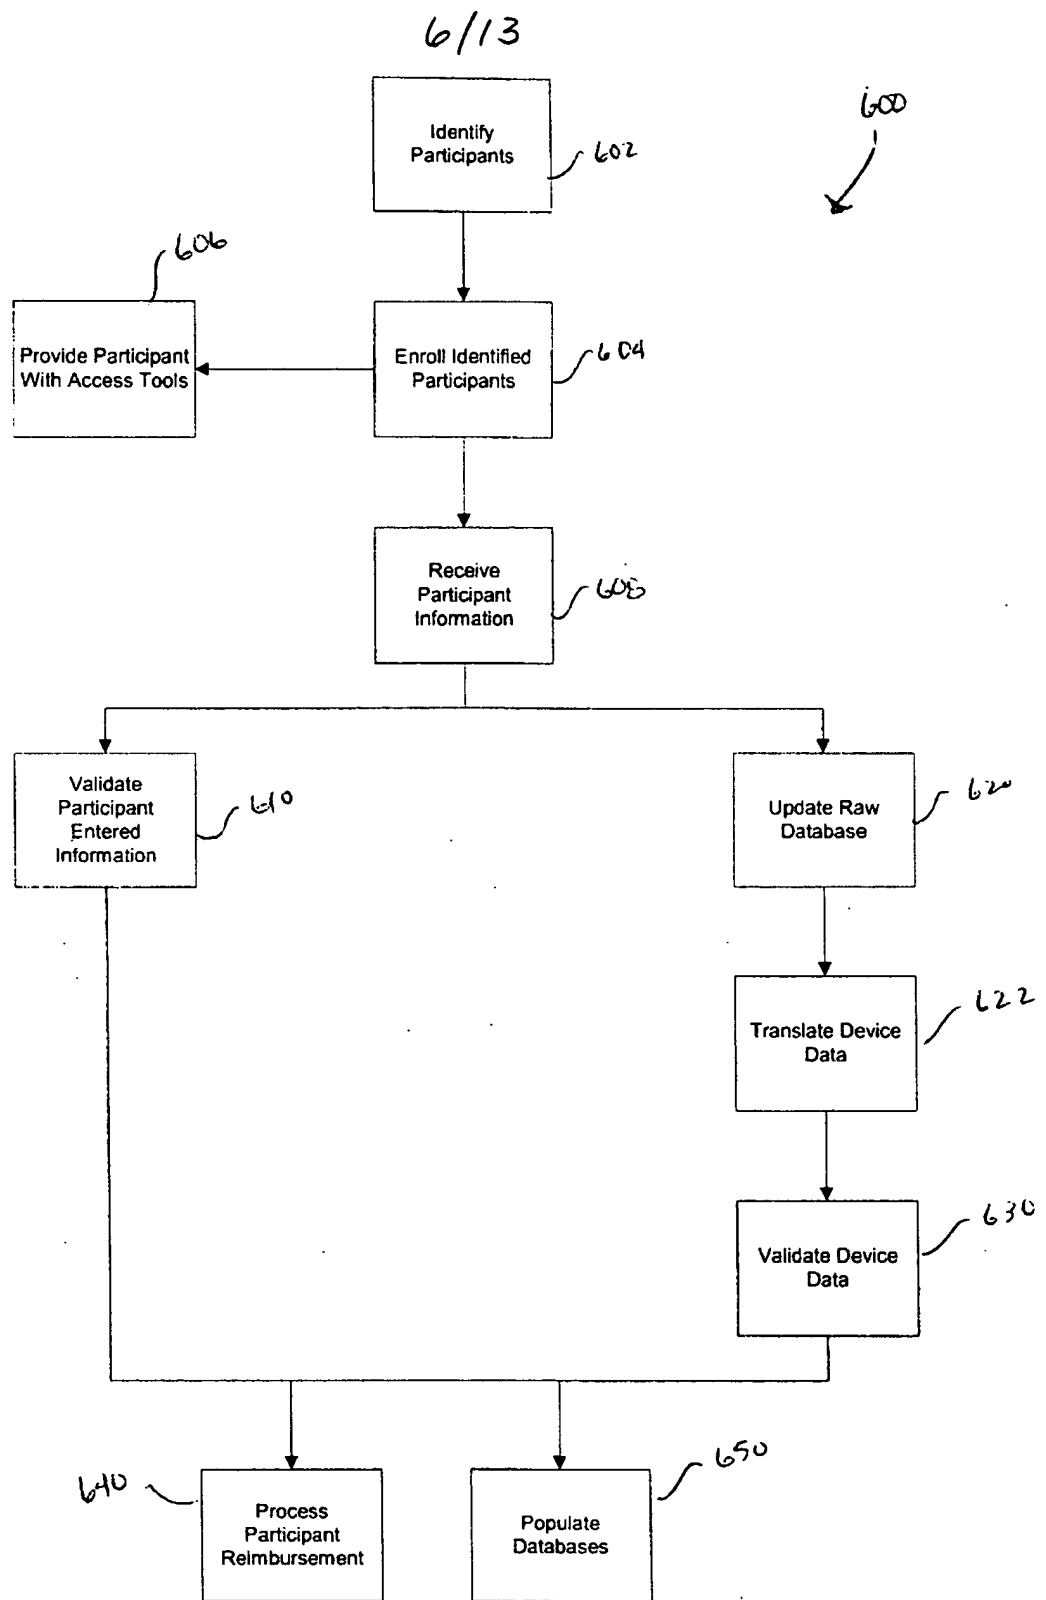 6/13
600
Identify
Participants
602
606
Provide Participant
With Access Tools
Enroll Identified
Participants
604
Receive
Participant
Information
608
Validate
Participant
Entered
Information
610
Update Raw
Database
620
Translate Device
Data
622
Validate Device
Data
630
640
Process
Participant
Reimbursement
Populate
Databases
650